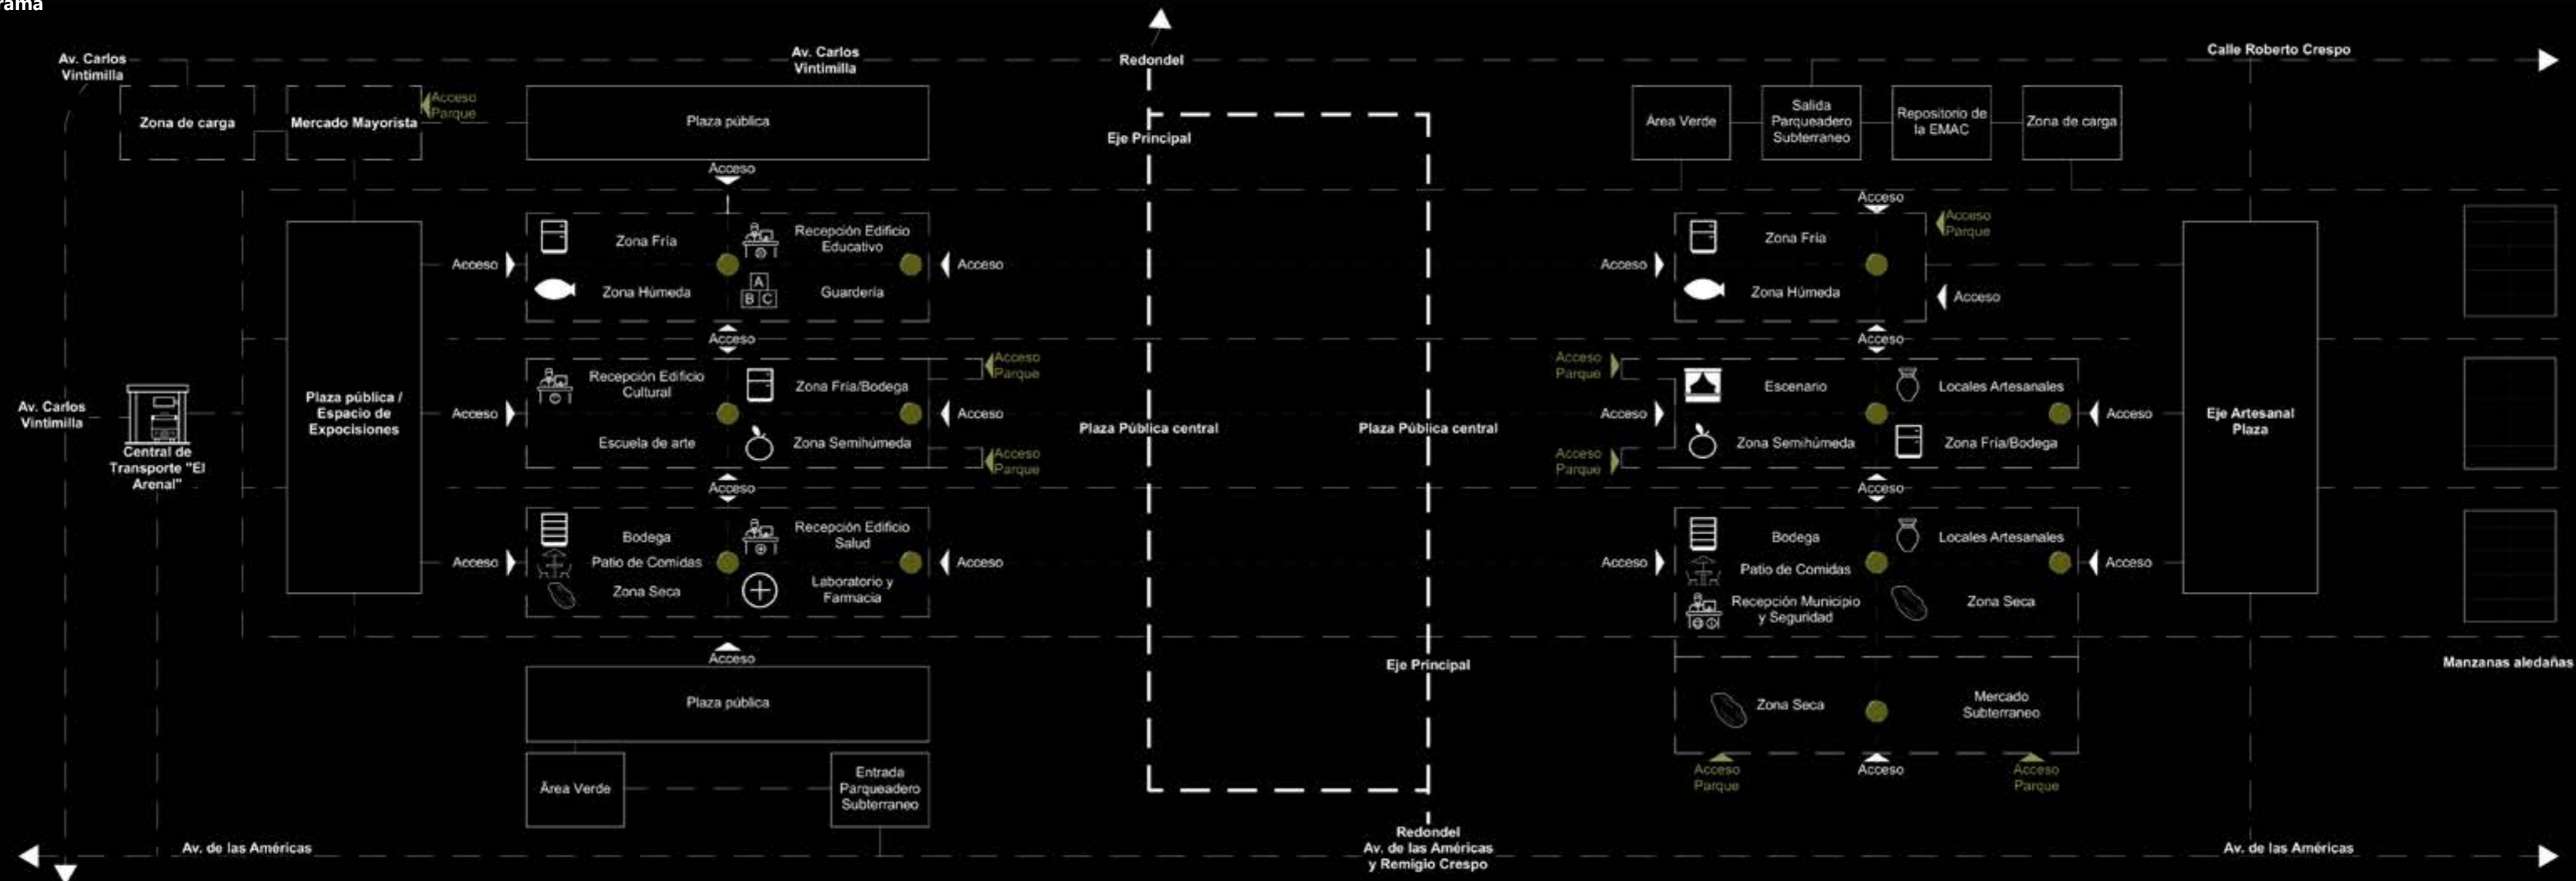 rama
Av. Carlos
Vintimilla
Av. Carlos
Vintimilla
Redondel
Calle Roberto Crespo
Zona de carga
Mercado Mayorista
Acceso
Parque
Plaza pública
Eje Principal
Área Verde
Salida
Parqueadero
Subterraneo
Repositorio de
la EMAC
Zona de carga
Acceso
Acceso
Acceso
Parque
Zona Fría
Recepción Edificio
Educativo
Zona Fría
Acceso
Acceso
Acceso
Zona Húmeda
A
B C
Guardería
Zona Húmeda
Acceso
Acceso
Acceso
Acceso
Parque
Acceso
Parque
Recepción Edificio
Cultural
Zona Fría/Bodega
Escenario
Locales Artesanales
Av. Carlos
Vintimilla
Plaza pública /
Espacio de
Expocisiones
Acceso
Acceso
Plaza Pública central
Plaza Pública central
Acceso
Acceso
Eje Artesanal
Plaza
Escuela de arte
Zona Semihúmeda
Zona Semihúmeda
Zona Fría/Bodega
Central de
Transporte "El
Arenal"
Acceso
Parque
Acceso
Parque
Acceso
Acceso
Bodega
Recepción Edificio
Salud
Bodega
Locales Artesanales
Acceso
Patio de Comidas
Acceso
Acceso
Patio de Comidas
Acceso
Zona Seca
Laboratorio y
Farmacia
Recepción Municipio
y Seguridad
Zona Seca
Acceso
Eje Principal
Manzanas aledañas
Plaza pública
Zona Seca
Mercado
Subterraneo
Área Verde
Entrada
Parqueadero
Subterraneo
Acceso
Parque
Acceso
Acceso
Parque
Av. de las Américas
Redondel
Av. de las Américas
y Remigio Crespo
Av. de las Américas